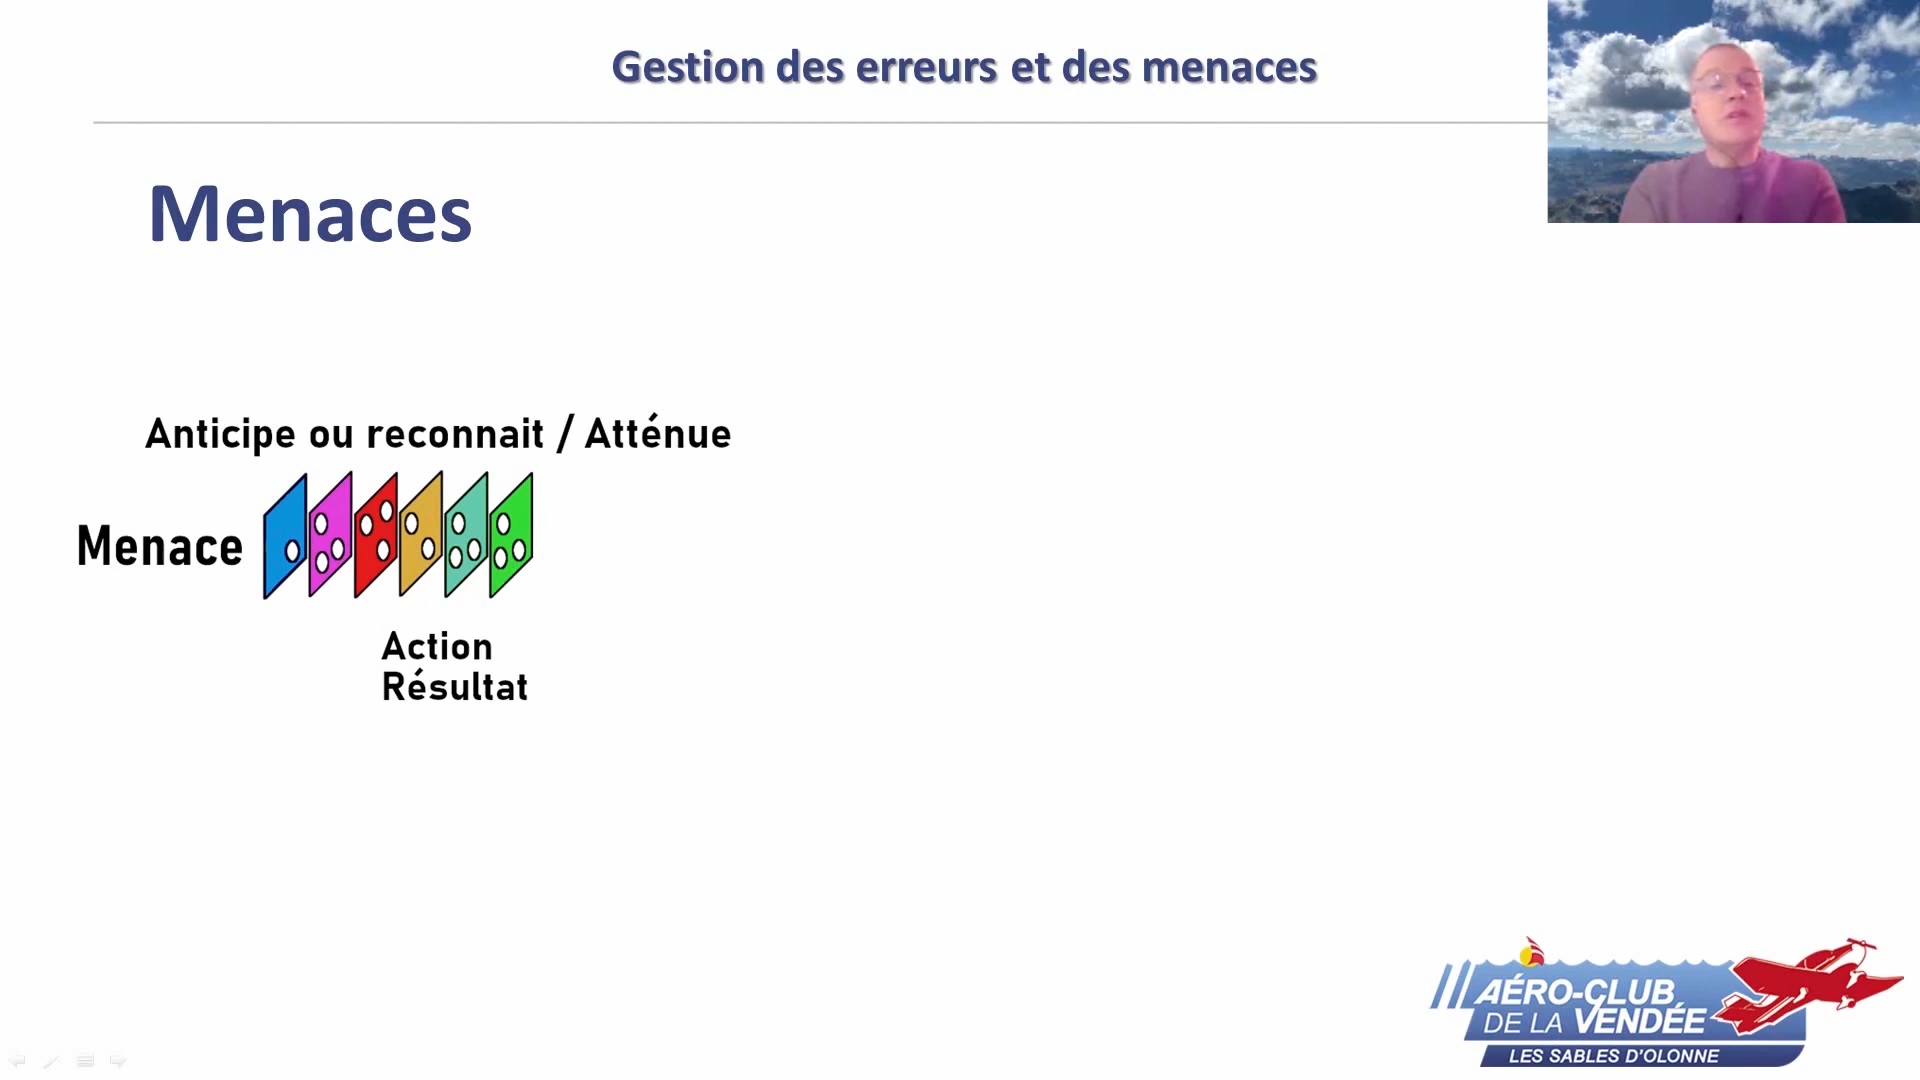 Gestion des erreurs et des menaces
Menaces
Anticipe ou reconnait / Atténue
Menace
Action
Résultat
AÉRO-CLUB
DE LA VENDÉE
LES SABLES D'OLONNE